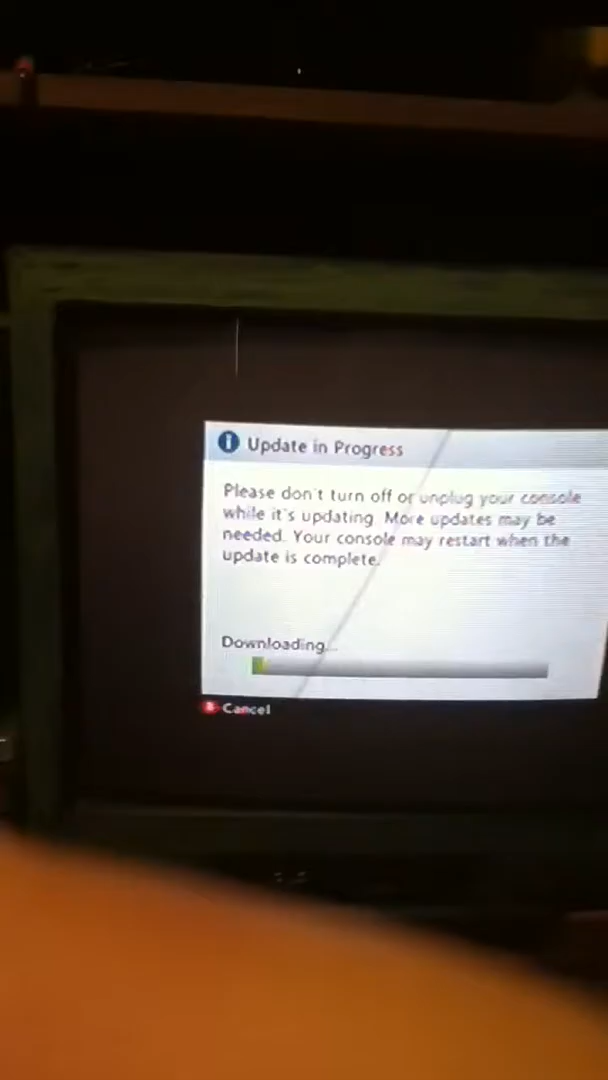 Update in Progress
Please don't turn off or unplug your console
while it's updating. More updates may be
needed. Your console may restart when the
update is complete.
Downloading...
Cancel